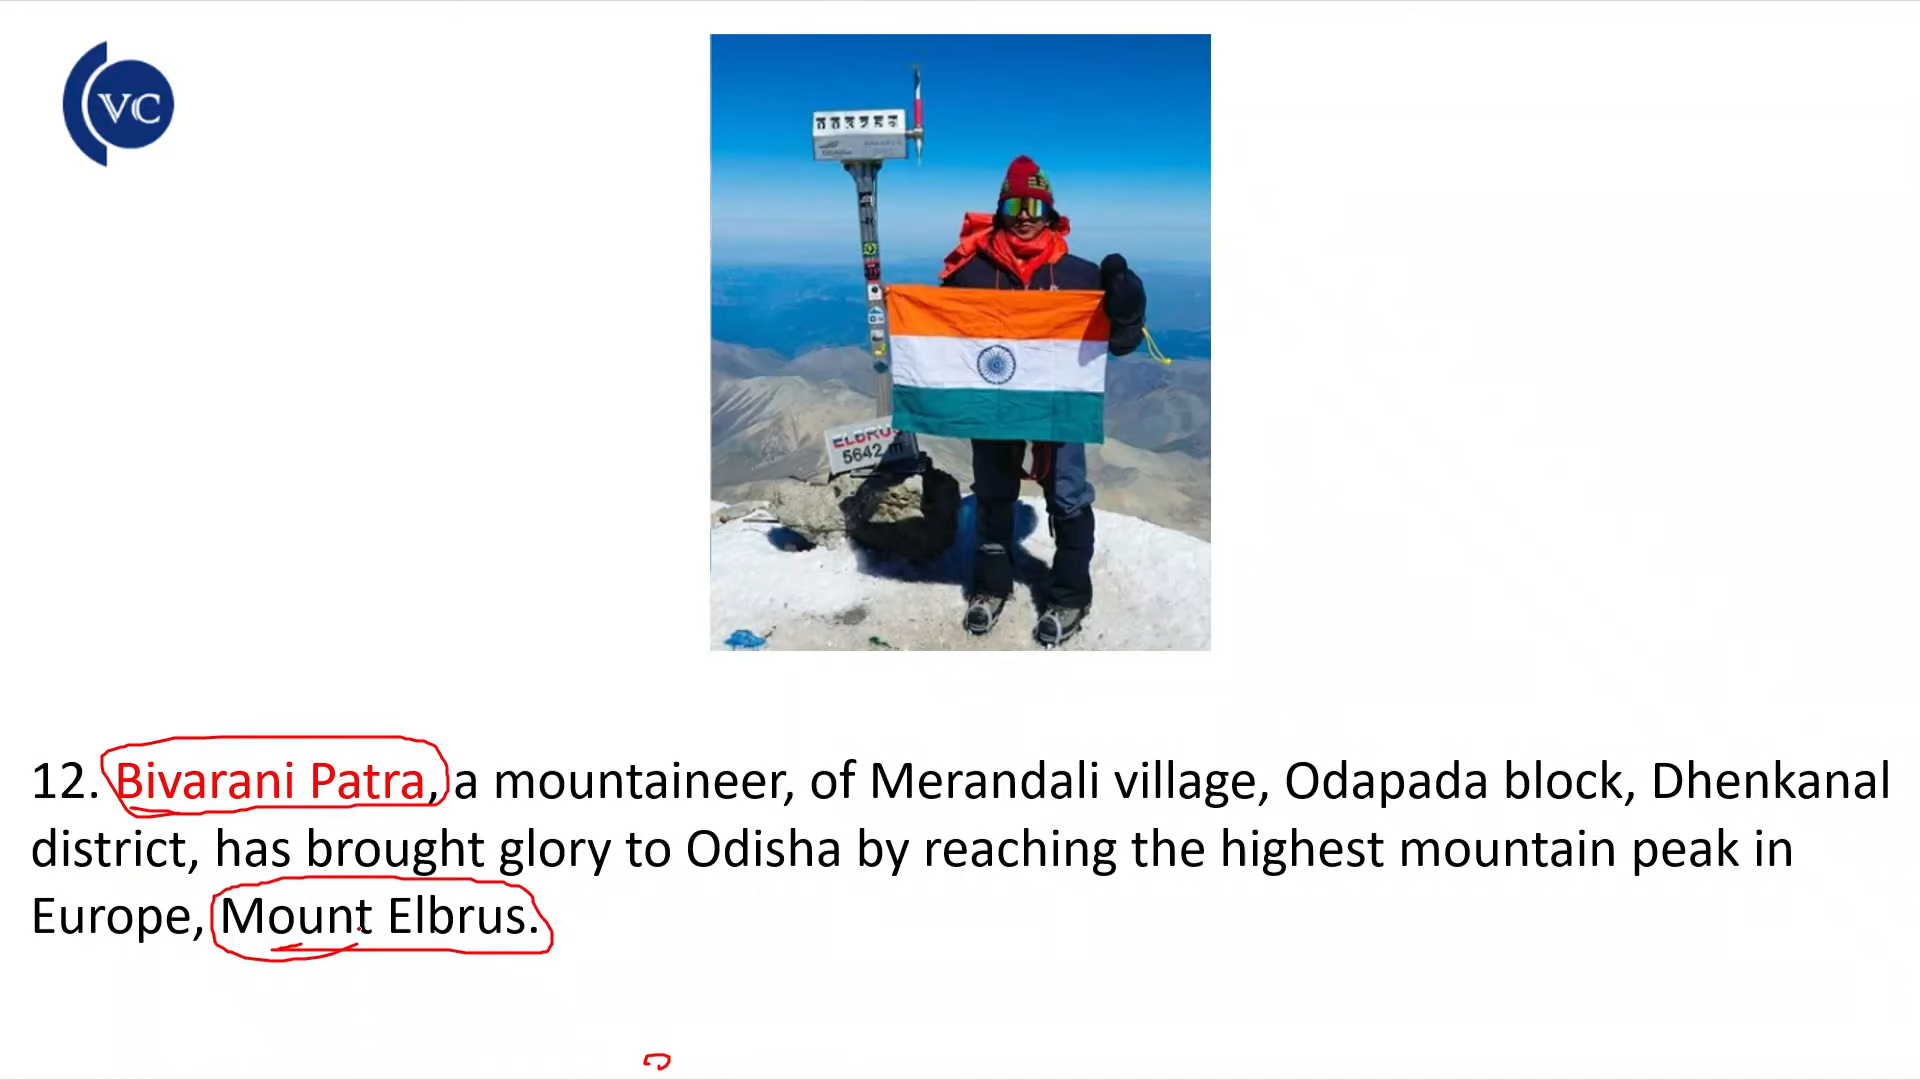 VC
ELBRUS
5642 m
12. Bivarani Patra, a mountaineer, of Merandali village, Odapada block, Dhenkanal
district, has brought glory to Odisha by reaching the highest mountain peak in
Europe, Mount Elbrus.